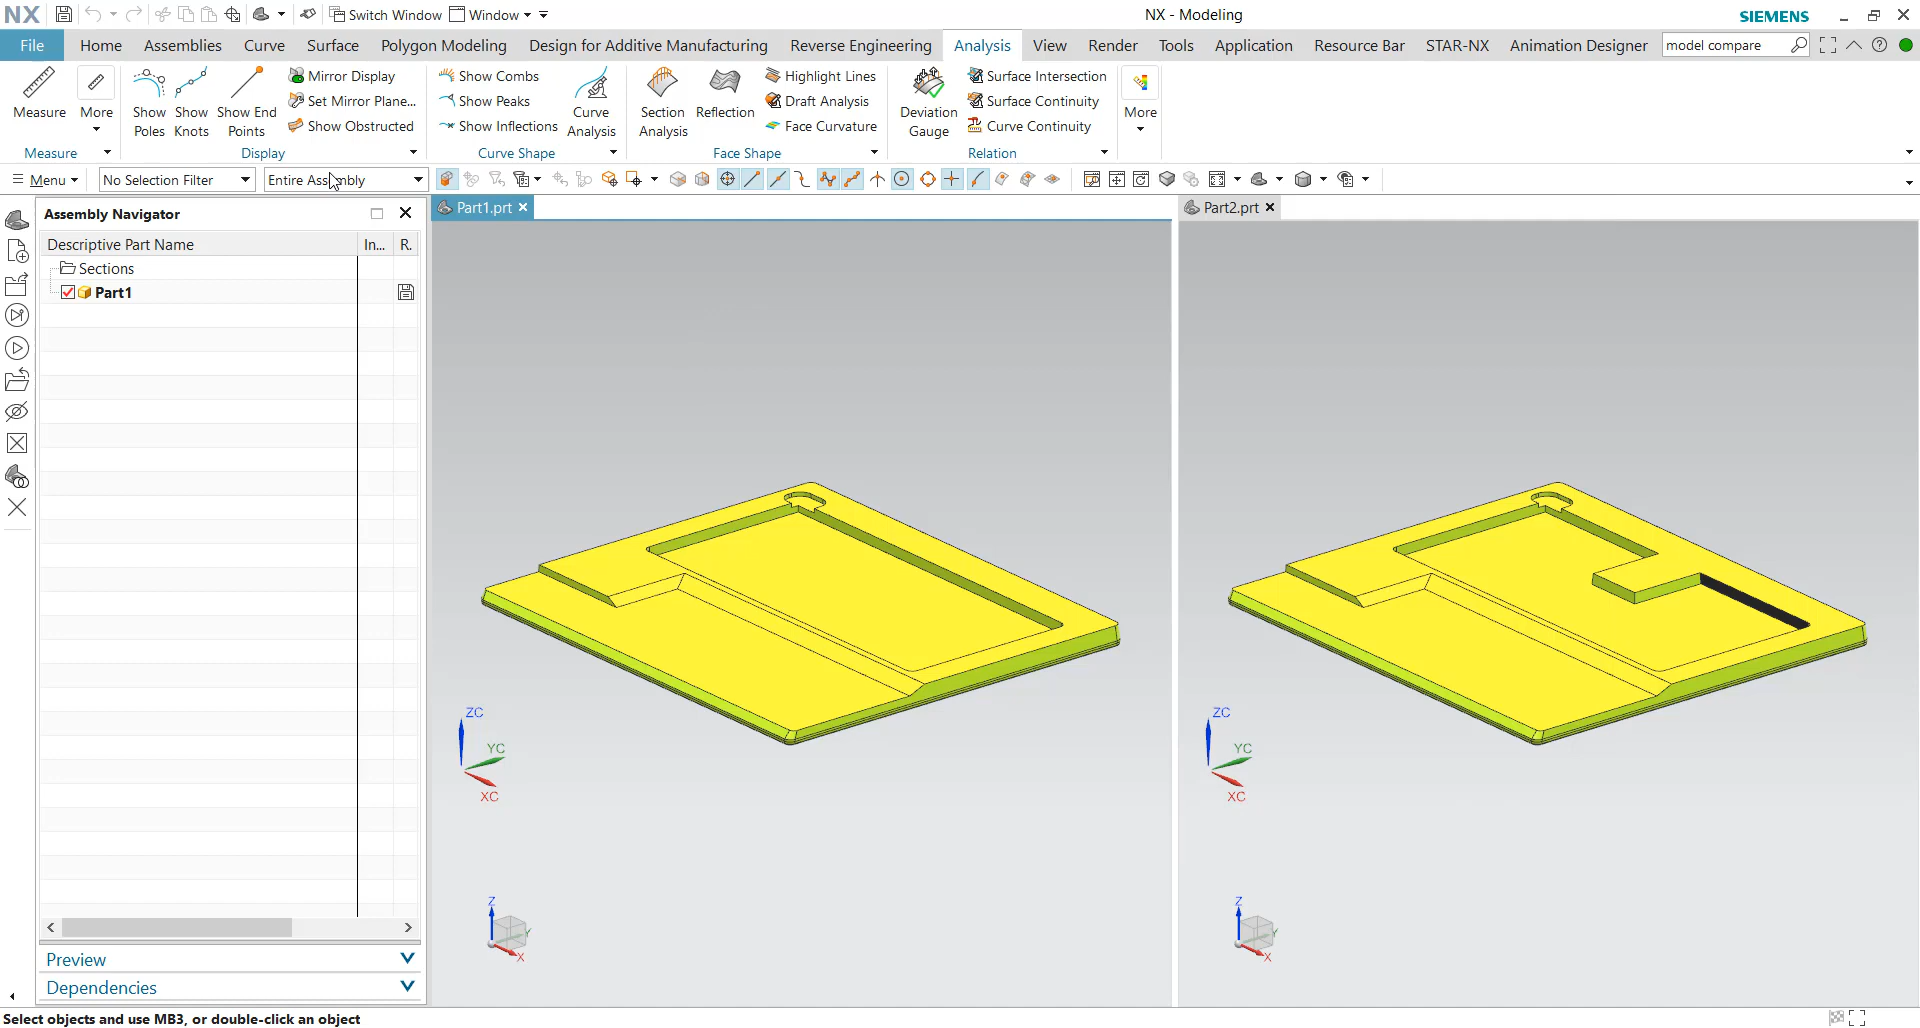 NX
Switch Window
Window
NX - Modeling
SIEMENS
File
Home
Assemblies
Curve
Surface
Polygon Modeling
Design for Additive Manufacturing
Reverse Engineering
Analysis
View
Render
Tools
Application
Resource Bar
STAR-NX
Animation Designer
model compare
Measure
More
Show Poles
Show Knots
Show End Points
Mirror Display
Set Mirror Plane...
Show Obstructed
Show Combs
Show Peaks
Show Inflections
Curve Analysis
Section Analysis
Reflection
Highlight Lines
Draft Analysis
Face Curvature
Deviation Gauge
Surface Intersection
Surface Continuity
Curve Continuity
More
Measure
Display
Curve Shape
Face Shape
Relation
Menu
No Selection Filter
Entire Assembly
Assembly Navigator
Part1.prt
Part2.prt
Descriptive Part Name
In...
R.
Sections
Part1
ZC
YC
XC
ZC
YC
XC
Z
Y
X
Z
Y
X
Preview
Dependencies
Select objects and use MB3, or double-click an object